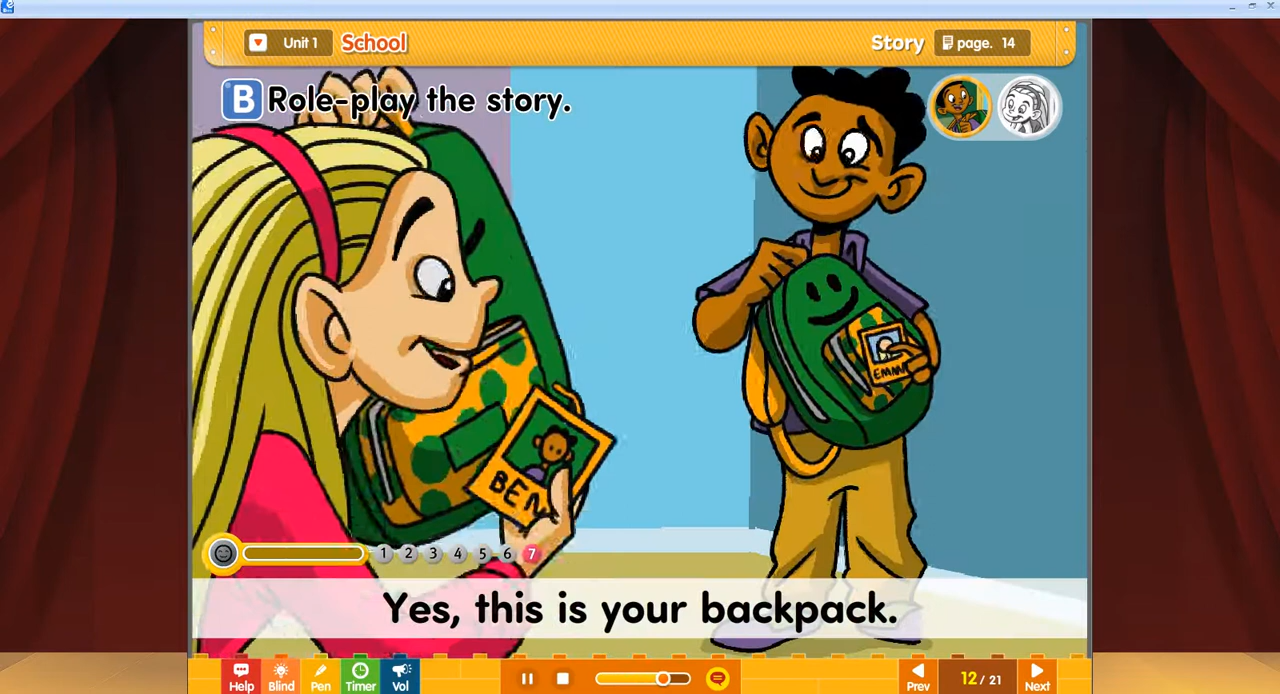 Unit 1 School Story page. 14
B Role-play the story.
EMMA
BEN
1 2 3 4 5 6 7
Yes, this is your backpack.
Help Blind Pen Timer Vol Prev 12 / 21 Next